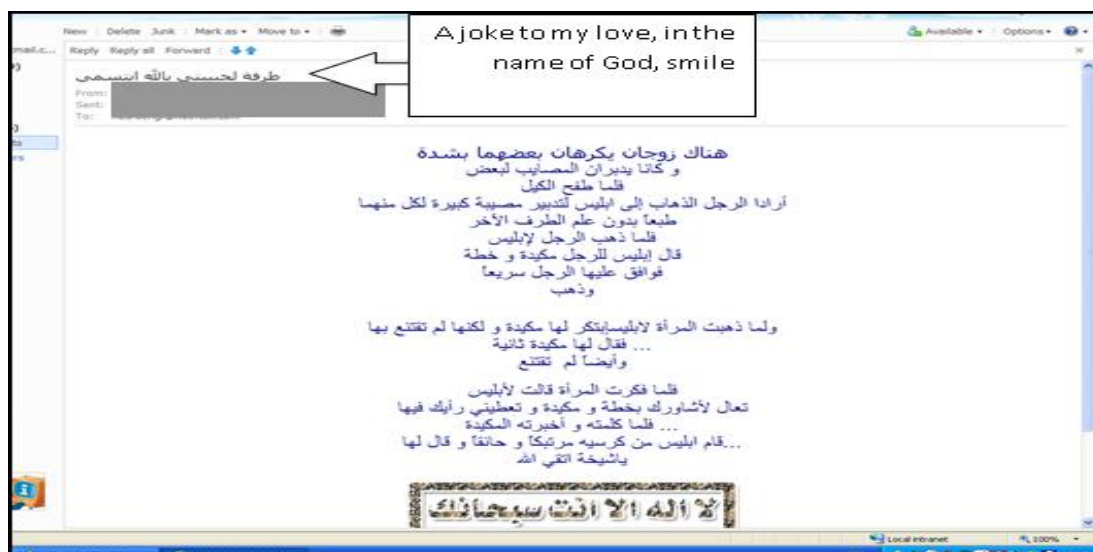 New Delete Junk Mark as Move to
A joke to my love, in the
name of God, smile
Available Options
Reply Reply all Forward
طرفة لحبيبتي بالله ابتسمي
From:
Sent:
To:
هناك زوجان يكرهان بعضهما بشدة
و كانا يدبران المصايب لبعض
فلما طفح الكيل
أرادا الرجل الذهاب إلى ابليس لتدبير مصيبة كبيرة لكل منهما
طبعاً بدون علم الطرف الأخر
فلما ذهب الرجل لإبليس
قال إبليس للرجل مكيدة و خطة
فوافق عليها الرجل سريعاً
وذهب
ولما ذهبت المرأة لابليسإبتكر لها مكيدة و لكنها لم تقتنع بها
... فقال لها مكيدة ثانية
وأيضاً لم تقتنع
فلما فكرت المرأة قالت لأبليس
تعال لأشاورك بخطة و مكيدة و تعطيني رأيك فيها
... فلما كلمته و أخبرته المكيدة
...قام ابليس من كرسيه مرتبكاً و حانقاً و قال لها
ياشيخة اتقي الله
لا اله الا انت سبحانك
Local intranet 100%